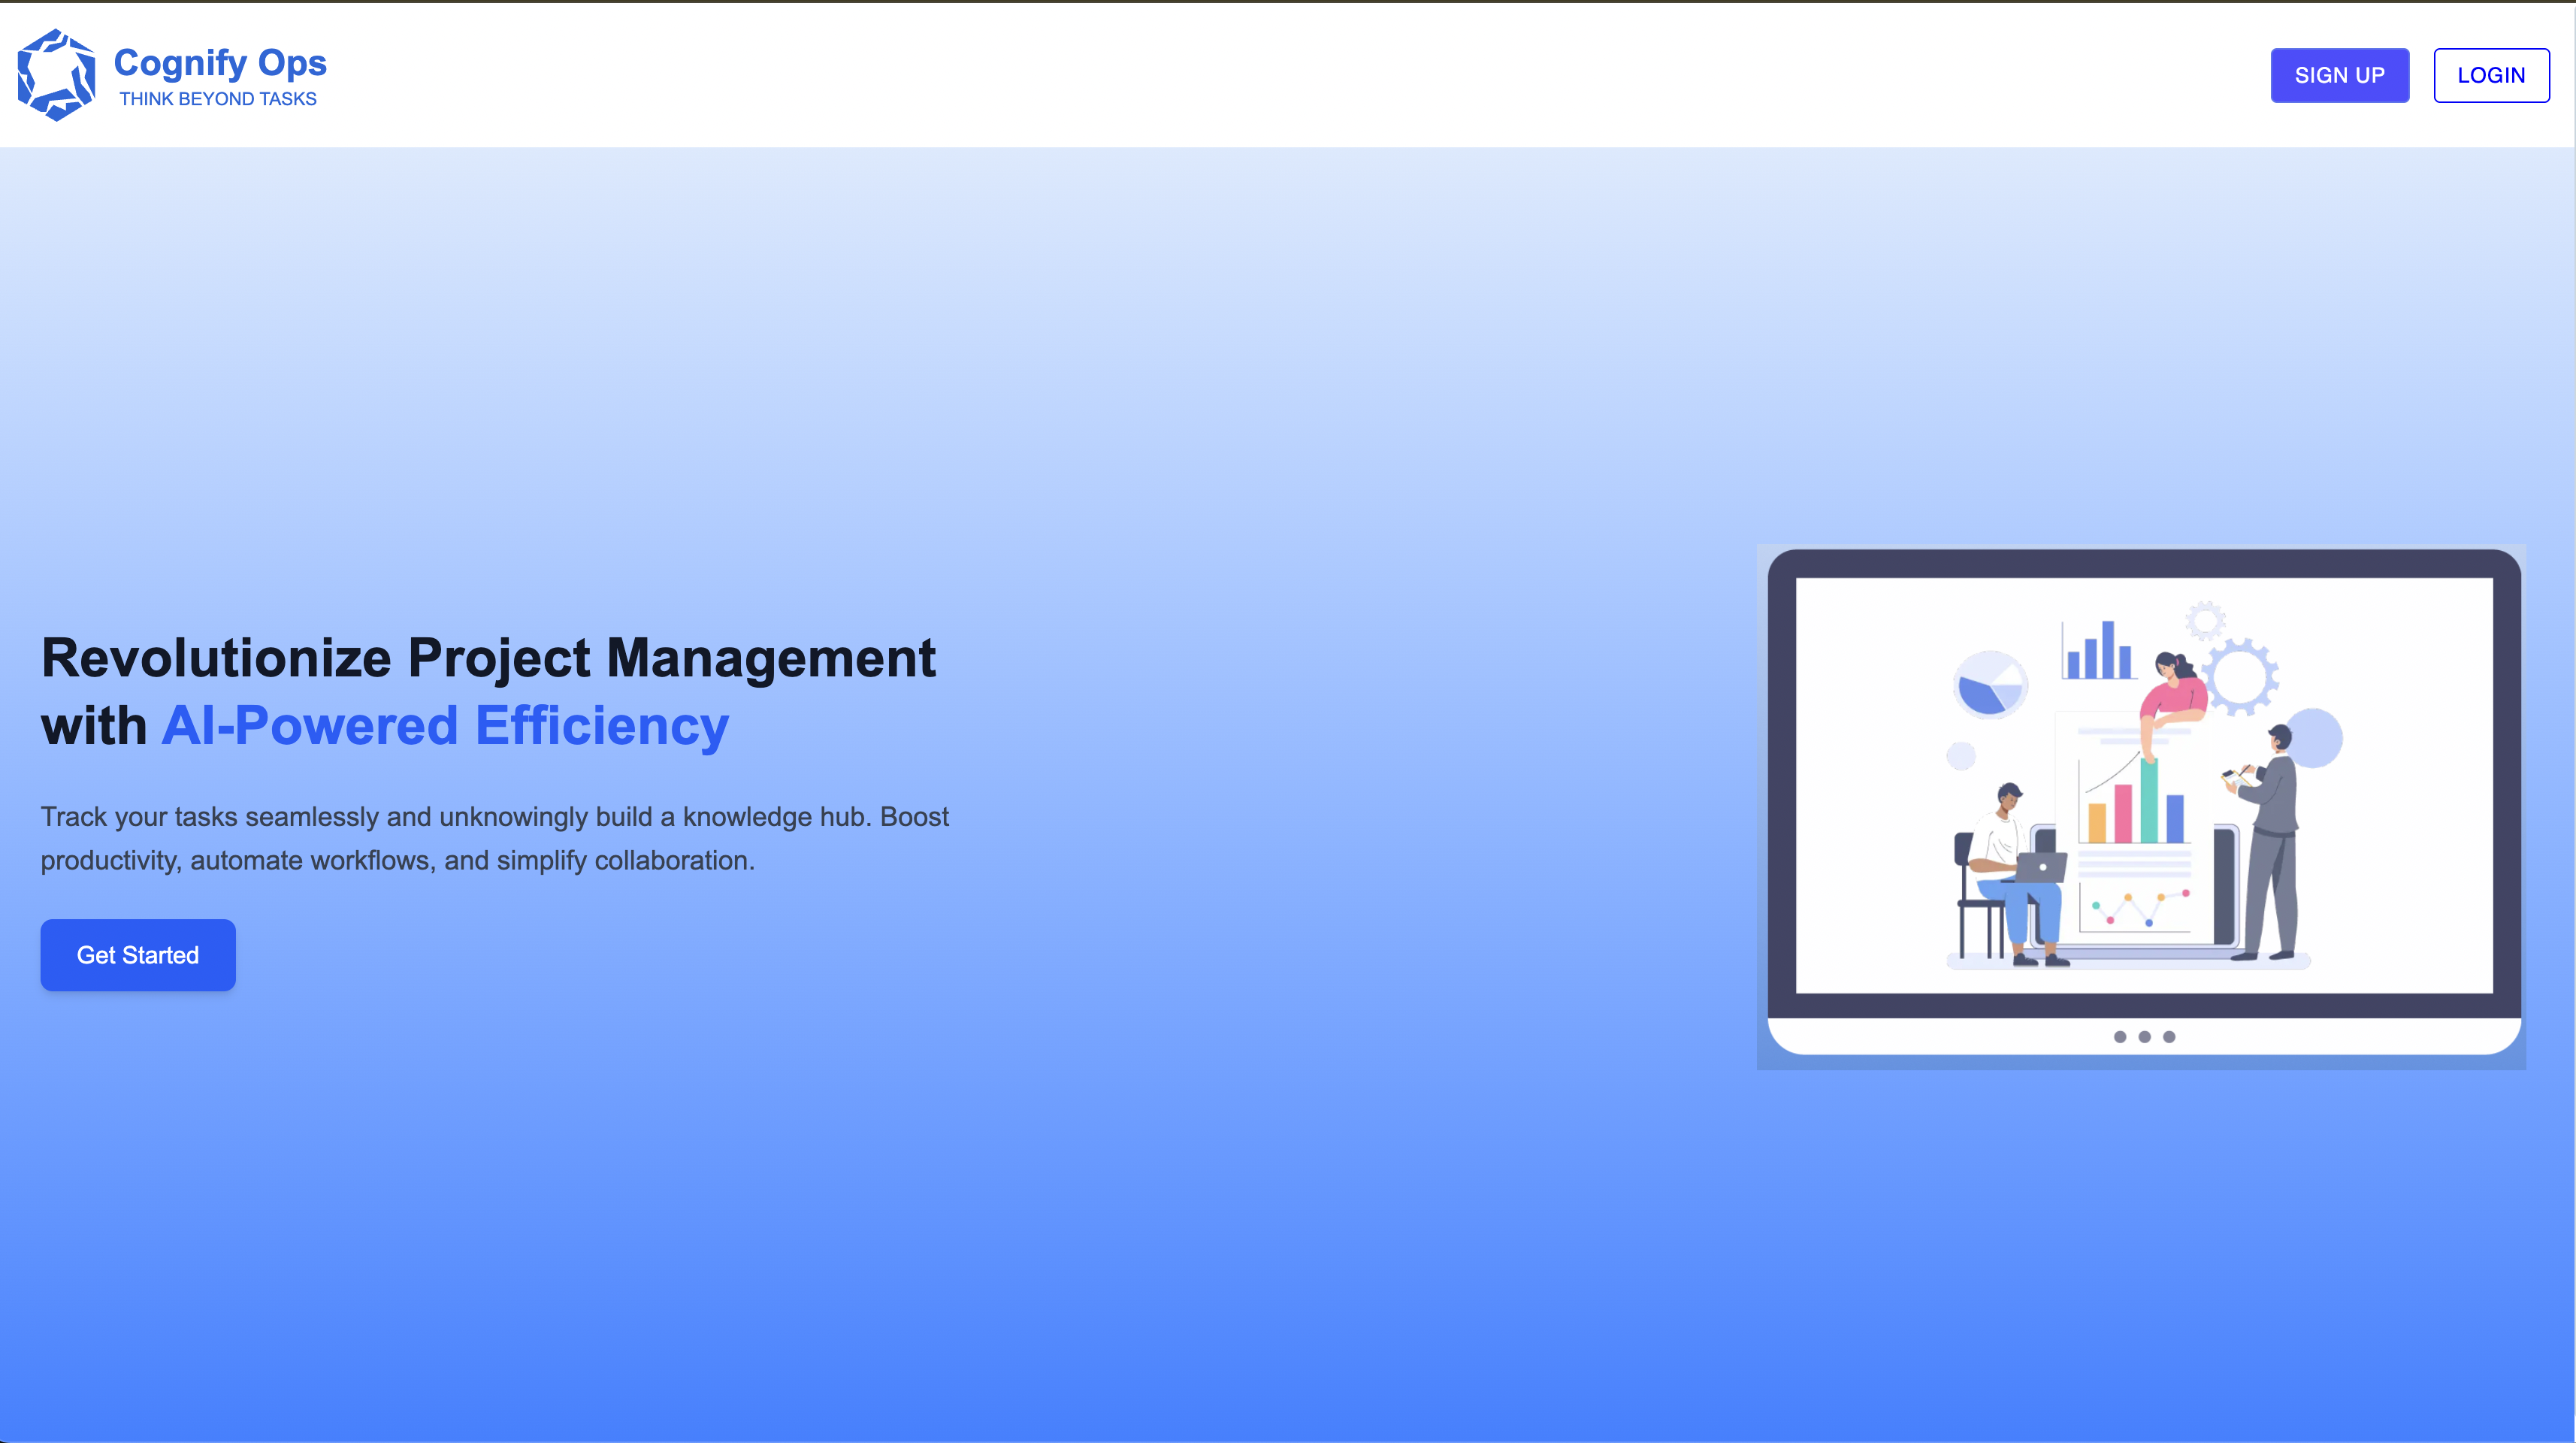 Cognify Ops
THINK BEYOND TASKS
SIGN UP
LOGIN
Revolutionize Project Management
with AI-Powered Efficiency
Track your tasks seamlessly and unknowingly build a knowledge hub. Boost
productivity, automate workflows, and simplify collaboration.
Get Started